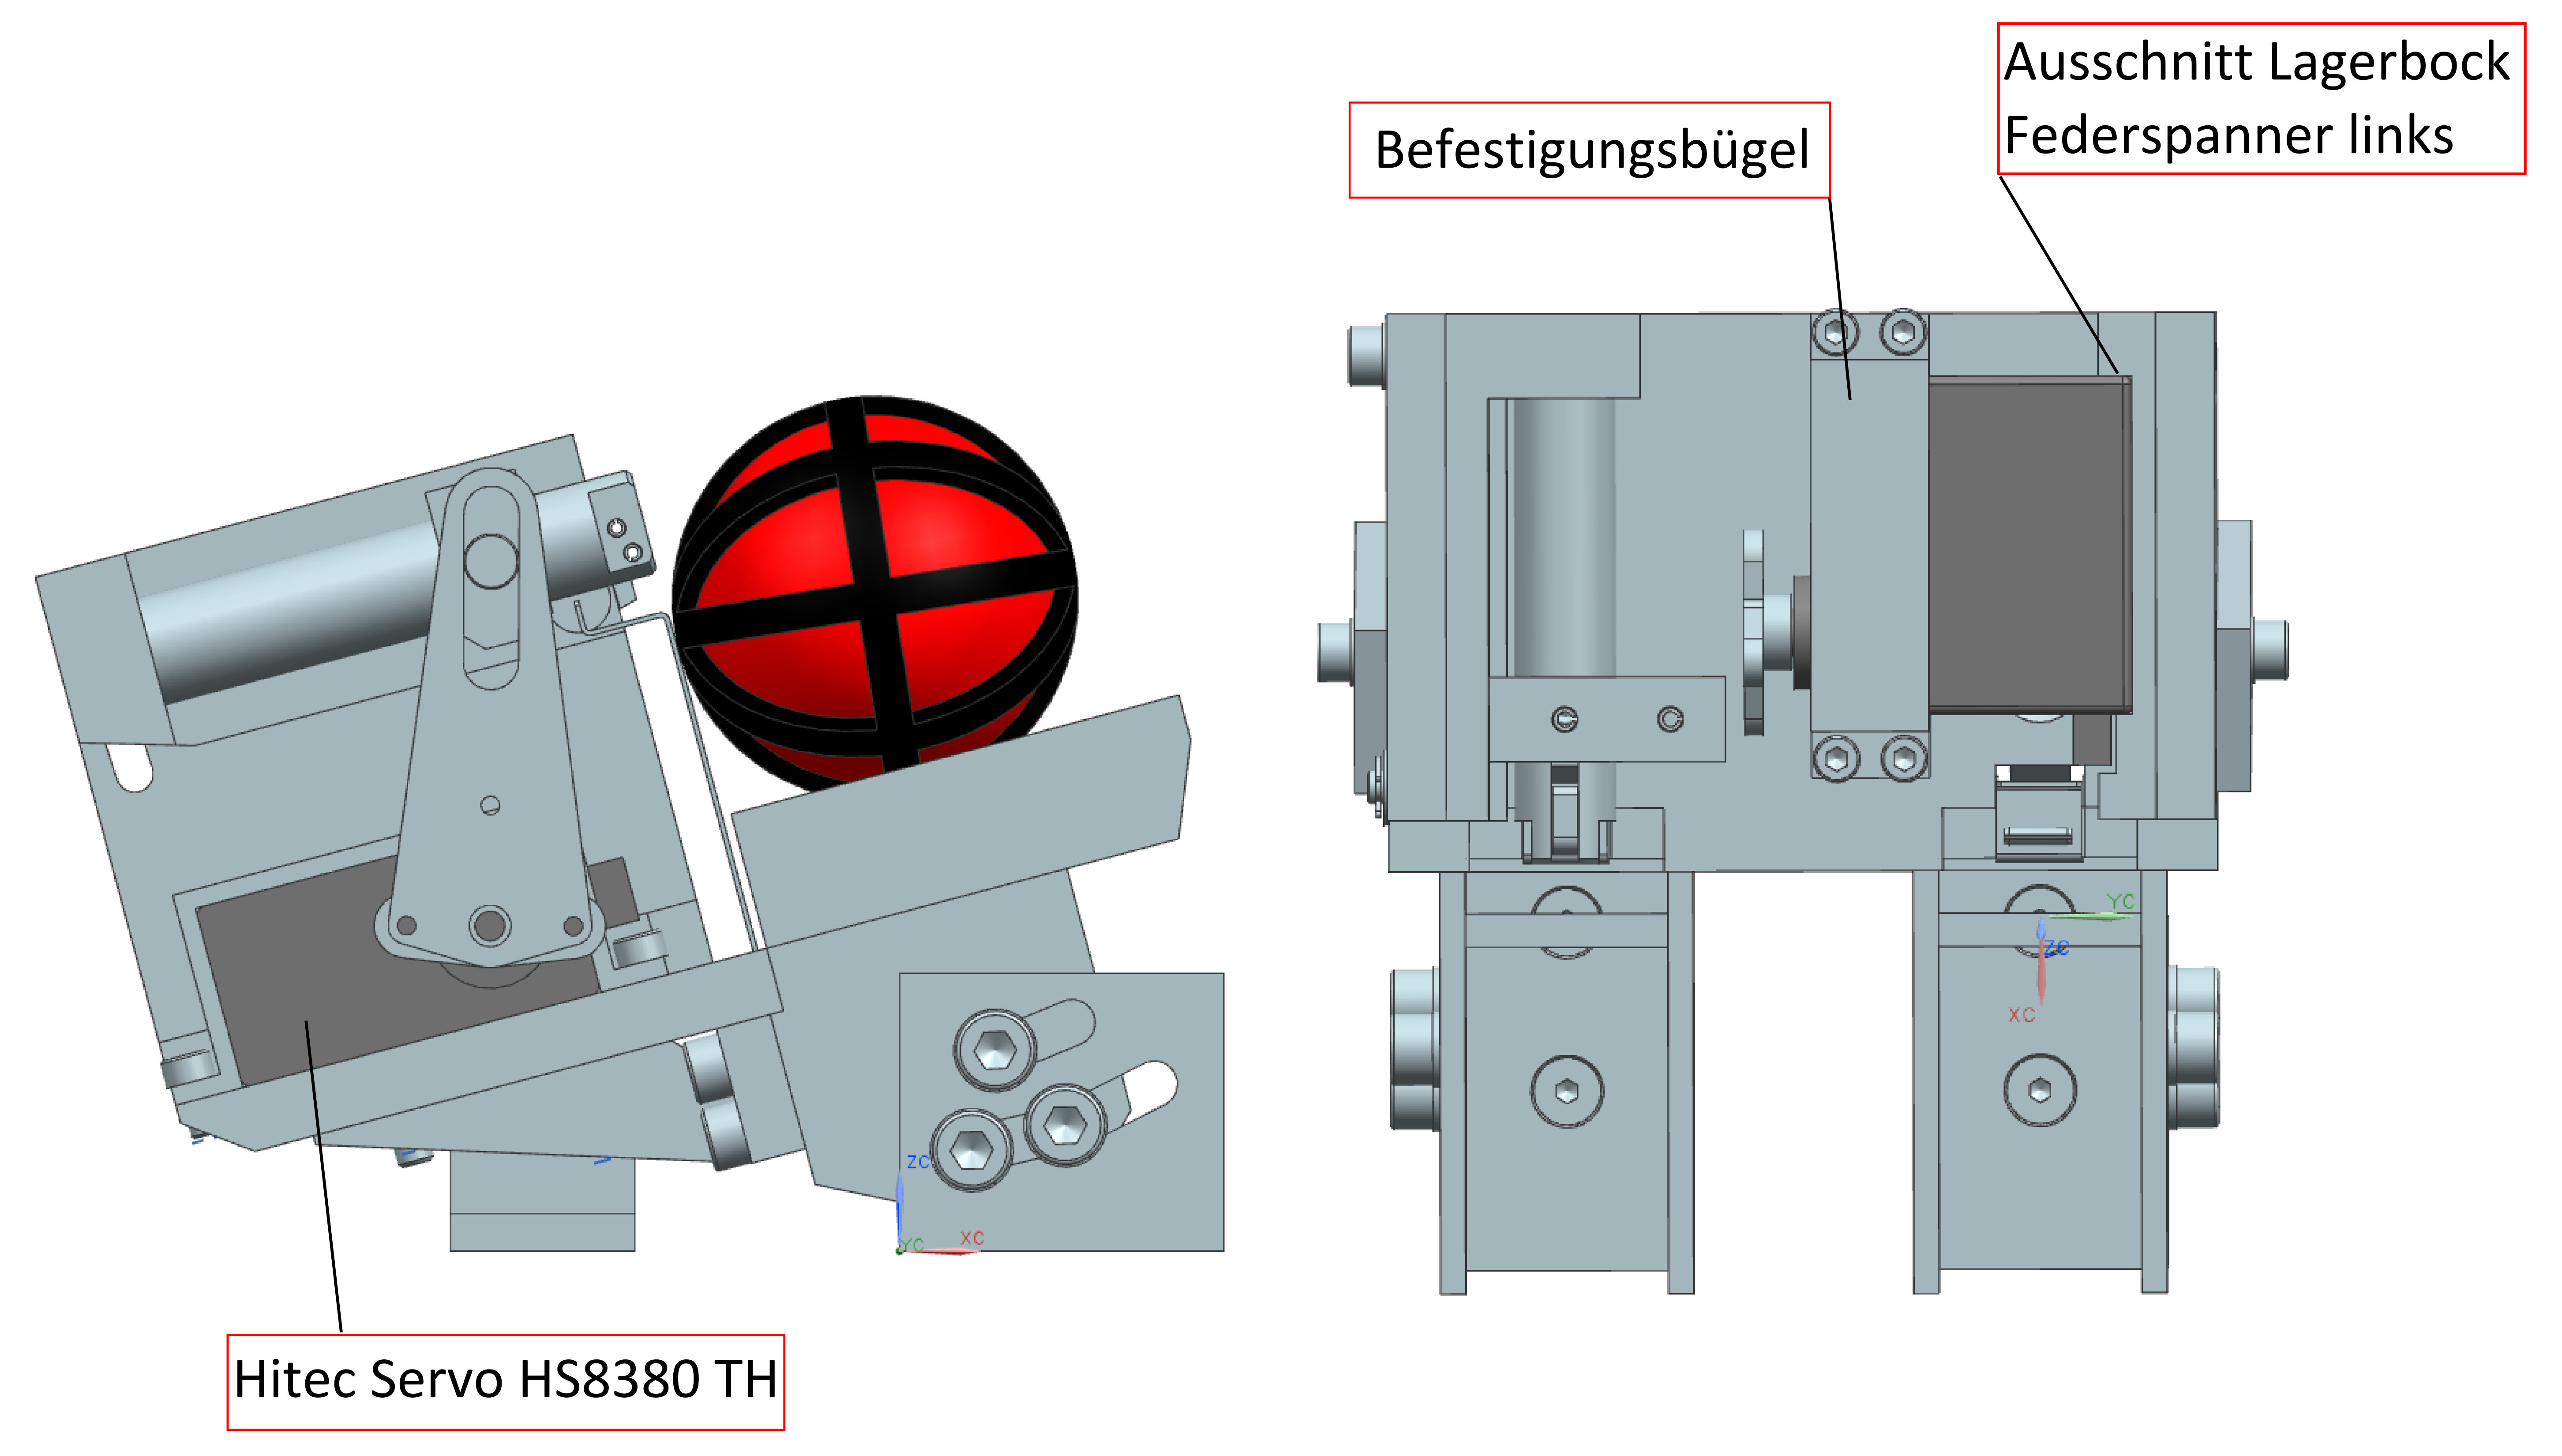 Ausschnitt Lagerbock
Federspanner links
Befestigungsbügel
YC
ZC
XC
ZC
YC
XC
Hitec Servo HS8380 TH